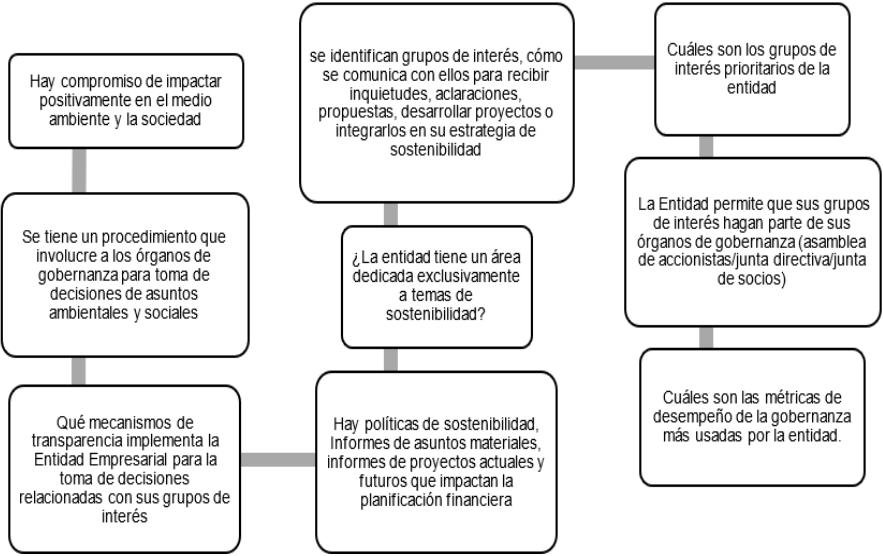 Hay compromiso de impactar
positivamente en el medio
ambiente y la sociedad
Se tiene un procedimiento que
involucre a los órganos de
gobernanza para toma de
decisiones de asuntos
ambientales y sociales
Qué mecanismos de
transparencia implementa la
Entidad Empresarial para la
toma de decisiones
relacionadas con sus grupos de
interés
Hay políticas de sostenibilidad,
Informes de asuntos materiales,
informes de proyectos actuales y
futuros que impactan la
planificación financiera
¿La entidad tiene un área
dedicada exclusivamente
a temas de
sostenibilidad?
se identifican grupos de interés, cómo
se comunica con ellos para recibir
inquietudes, aclaraciones,
propuestas, desarrollar proyectos o
integrarlos en su estrategia de
sostenibilidad
Cuáles son los grupos de
interés prioritarios de la
entidad
La Entidad permite que sus grupos
de interés hagan parte de sus
órganos de gobernanza (asamblea
de accionistas/junta directiva/junta
de socios)
Cuáles son las métricas de
desempeño de la gobernanza
más usadas por la entidad.